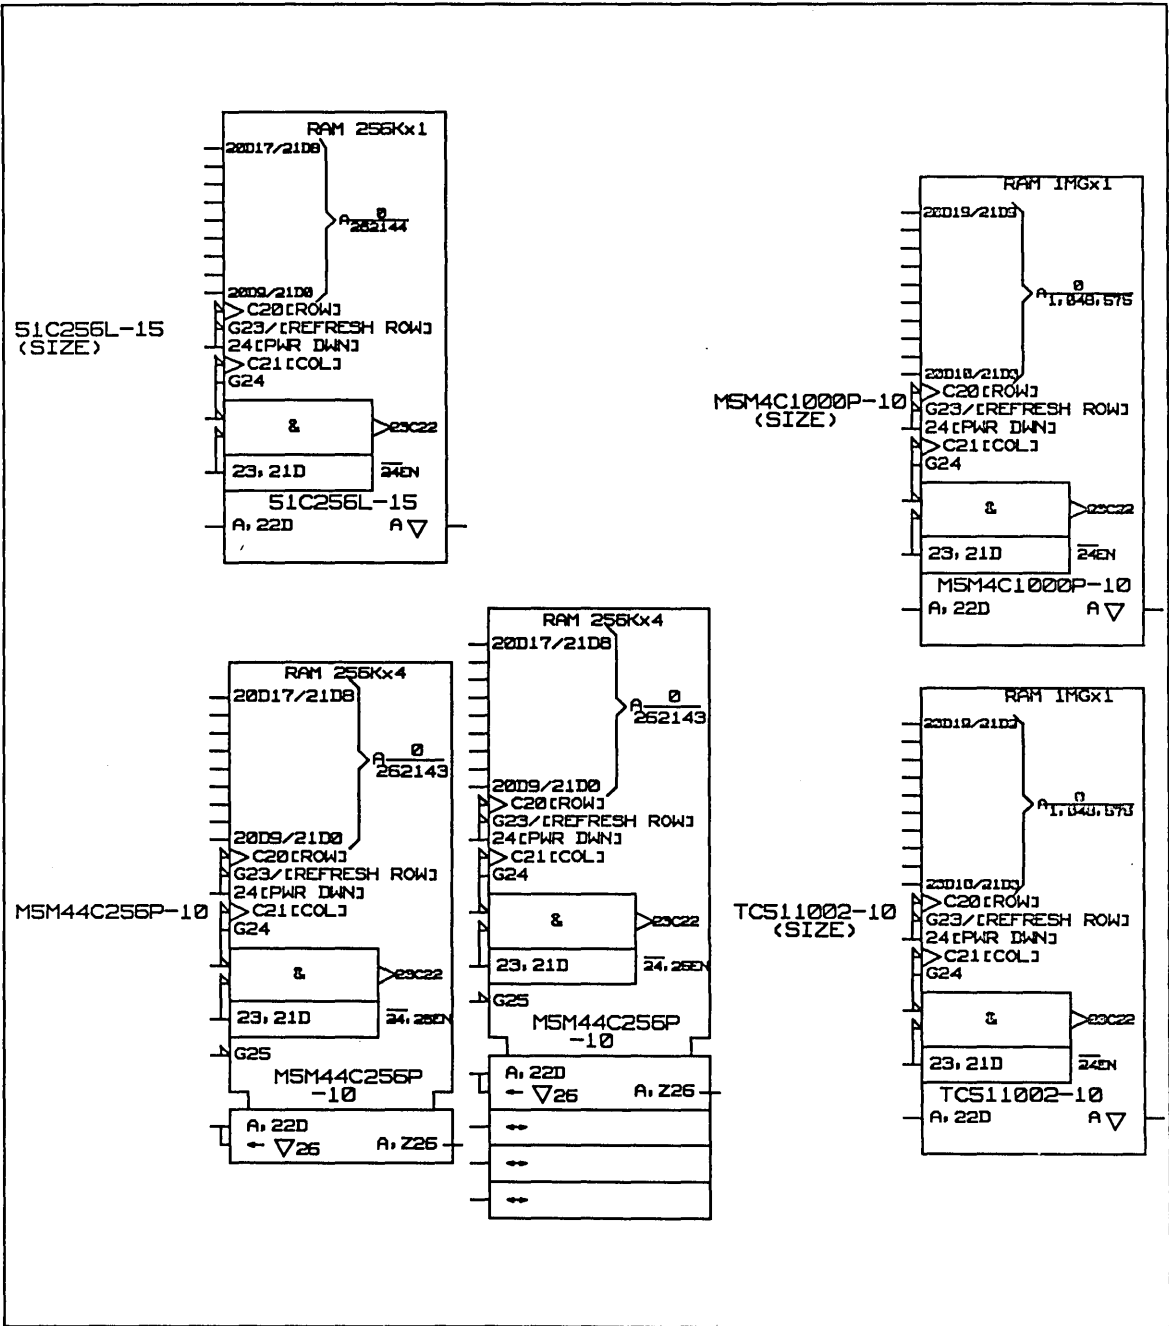 RAM 256Kx1
20D17/21D8
A 0
262144
20D9/21D0
C20[ROW]
G23/[REFRESH ROW]
24[PWR DWN]
C21[COL]
G24
&
23C22
23,21D
24EN
51C256L-15
A,22D
A
51C256L-15
(SIZE)
RAM 1MGx1
20D19/21D9
A 0
1,048,575
20D10/21D0
C20[ROW]
G23/[REFRESH ROW]
24[PWR DWN]
C21[COL]
G24
&
23C22
23,21D
24EN
M5M4C1000P-10
A,22D
A
M5M4C1000P-10
(SIZE)
RAM 256Kx4
20D17/21D8
A 0
262143
20D9/21D0
C20[ROW]
G23/[REFRESH ROW]
24[PWR DWN]
C21[COL]
G24
&
23C22
23,21D
24,25EN
G25
M5M44C256P
-10
A,22D
← ▽26
A,Z26
M5M44C256P-10
RAM 256Kx4
20D17/21D8
A 0
262143
20D9/21D0
C20[ROW]
G23/[REFRESH ROW]
24[PWR DWN]
C21[COL]
G24
&
23C22
23,21D
24,25EN
G25
M5M44C256P
-10
A,22D
← ▽26
A,Z26
↔
↔
↔
RAM 1MGx1
A 0
C20[ROW]
G23/[REFRESH ROW]
24[PWR DWN]
C21[COL]
G24
&
23C22
23,21D
24EN
TC511002-10
A,22D
A
TC511002-10
(SIZE)